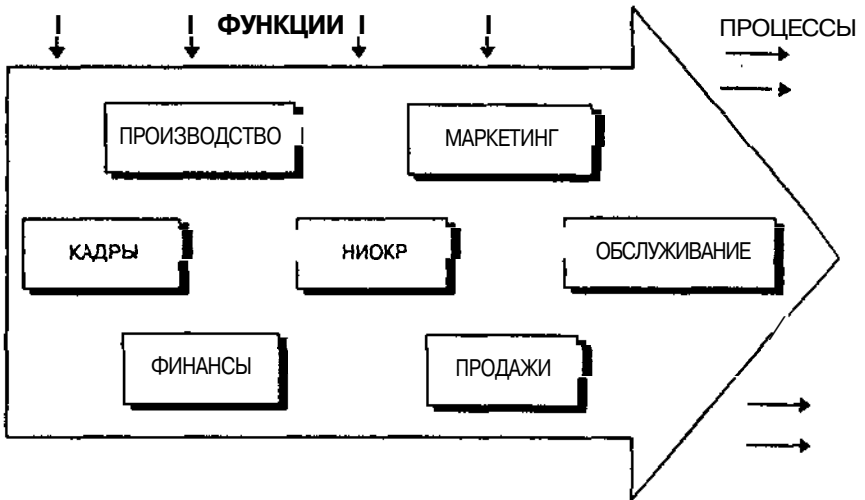 ФУНКЦИИ
ПРОЦЕССЫ
ПРОИЗВОДСТВО
МАРКЕТИНГ
КАДРЫ
НИОКР
ОБСЛУЖИВАНИЕ
ФИНАНСЫ
ПРОДАЖИ